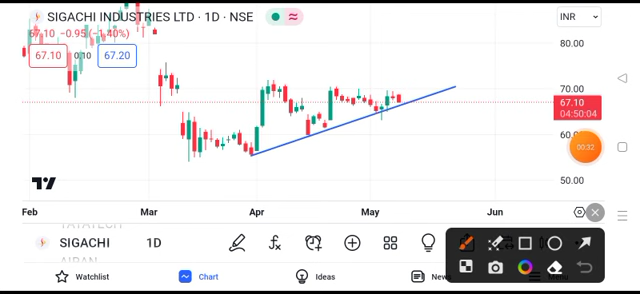 SIGACHI INDUSTRIES LTD · 1D · NSE
INR
67.10 −0.95 (−1.40%)
67.10 0.10 67.20
80.00
70.00
67.10
04:50:04
60
00:32
50.00
Feb Mar Apr May Jun
TATATECH
SIGACHI 1D
Watchlist Chart Ideas News